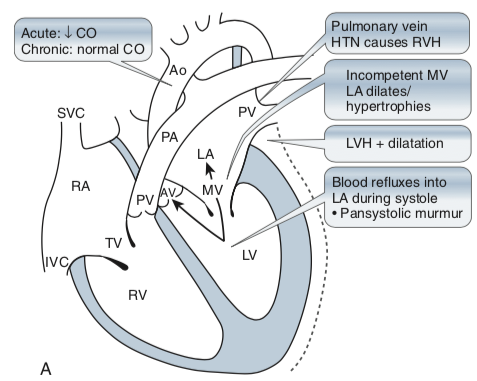 Acute: ↓ CO
Chronic: normal CO
Pulmonary vein
HTN causes RVH
Incompetent MV
LA dilates/
hypertrophies
LVH + dilatation
Blood refluxes into
LA during systole
• Pansystolic murmur
Ao
SVC
PV
PA
LA
RA
AV
MV
PV
TV
IVC
LV
RV
A